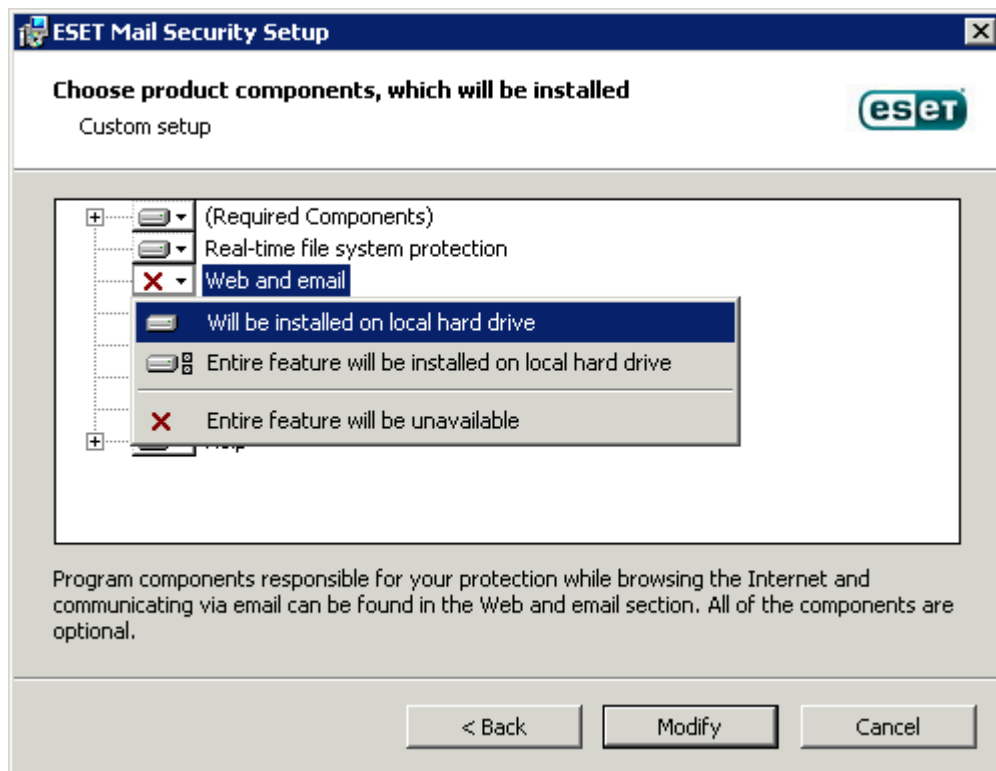 ESET Mail Security Setup
Choose product components, which will be installed
Custom setup
eset
(Required Components)
Real-time file system protection
Web and email
Will be installed on local hard drive
Entire feature will be installed on local hard drive
Entire feature will be unavailable
Program components responsible for your protection while browsing the Internet and
communicating via email can be found in the Web and email section. All of the components are
optional.
< Back
Modify
Cancel